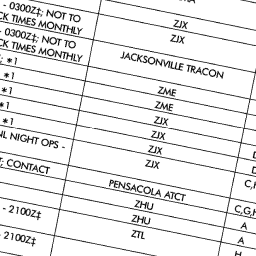 - 0300Z‡; NOT TO
CK TIMES MONTHLY
ZJX
- 0300Z‡; NOT TO
CK TIMES MONTHLY
ZJX
JACKSONVILLE TRACON
; *1
ZME
*1
ZME
*1
ZJX
*1
ZJX
*1
ZJX
NL NIGHT OPS -
ZJX
T; CONTACT
PENSACOLA ATCT
ZHU
C,G,H
- 2100Z‡
ZHU
A
- 2100Z‡
ZTL
A